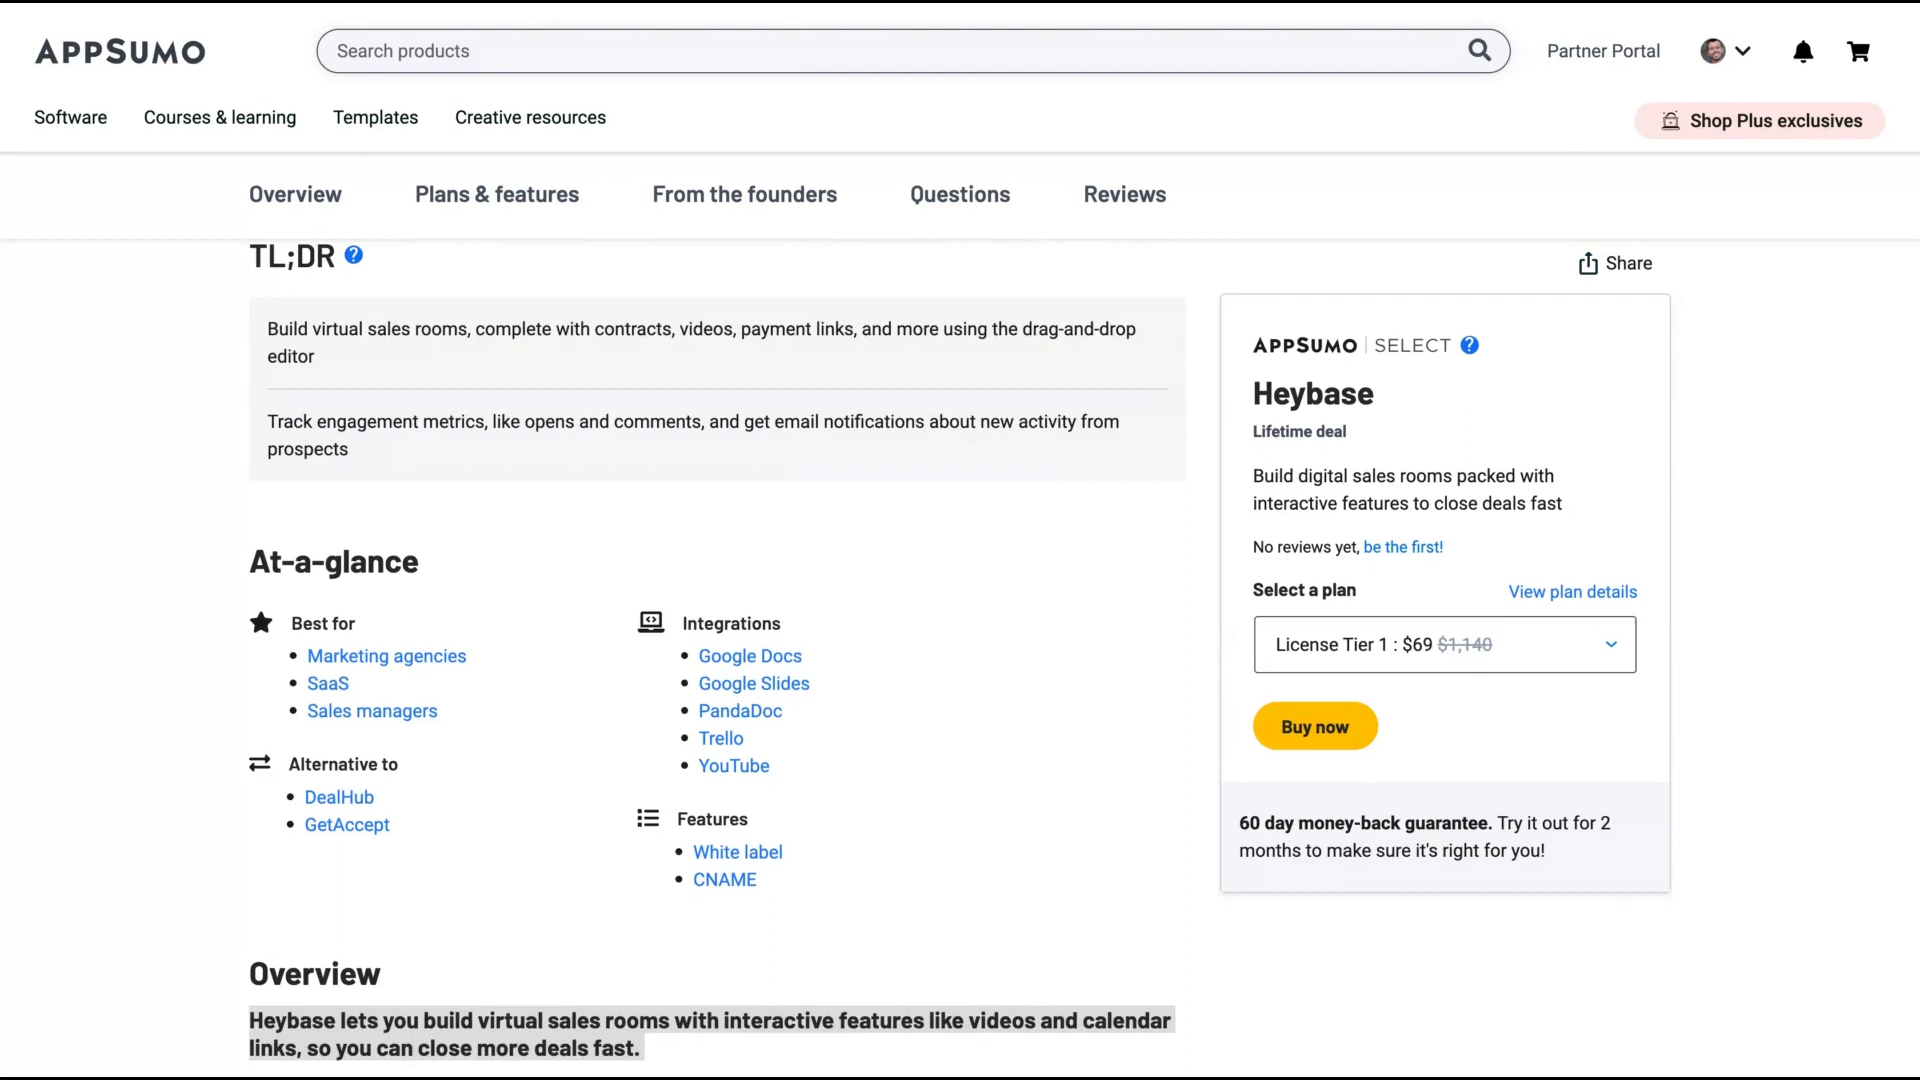 APPSUMO
Search products
Partner Portal
Software
Courses & learning
Templates
Creative resources
Shop Plus exclusives
Overview
Plans & features
From the founders
Questions
Reviews
TL;DR
Share
Build virtual sales rooms, complete with contracts, videos, payment links, and more using the drag-and-drop
editor
Track engagement metrics, like opens and comments, and get email notifications about new activity from
prospects
At-a-glance
Best for
Marketing agencies
SaaS
Sales managers
Alternative to
DealHub
GetAccept
Integrations
Google Docs
Google Slides
PandaDoc
Trello
YouTube
Features
White label
CNAME
APPSUMO | SELECT
Heybase
Lifetime deal
Build digital sales rooms packed with
interactive features to close deals fast
No reviews yet, be the first!
Select a plan
View plan details
License Tier 1 : $69 $1,140
Buy now
60 day money-back guarantee. Try it out for 2
months to make sure it's right for you!
Overview
Heybase lets you build virtual sales rooms with interactive features like videos and calendar
links, so you can close more deals fast.